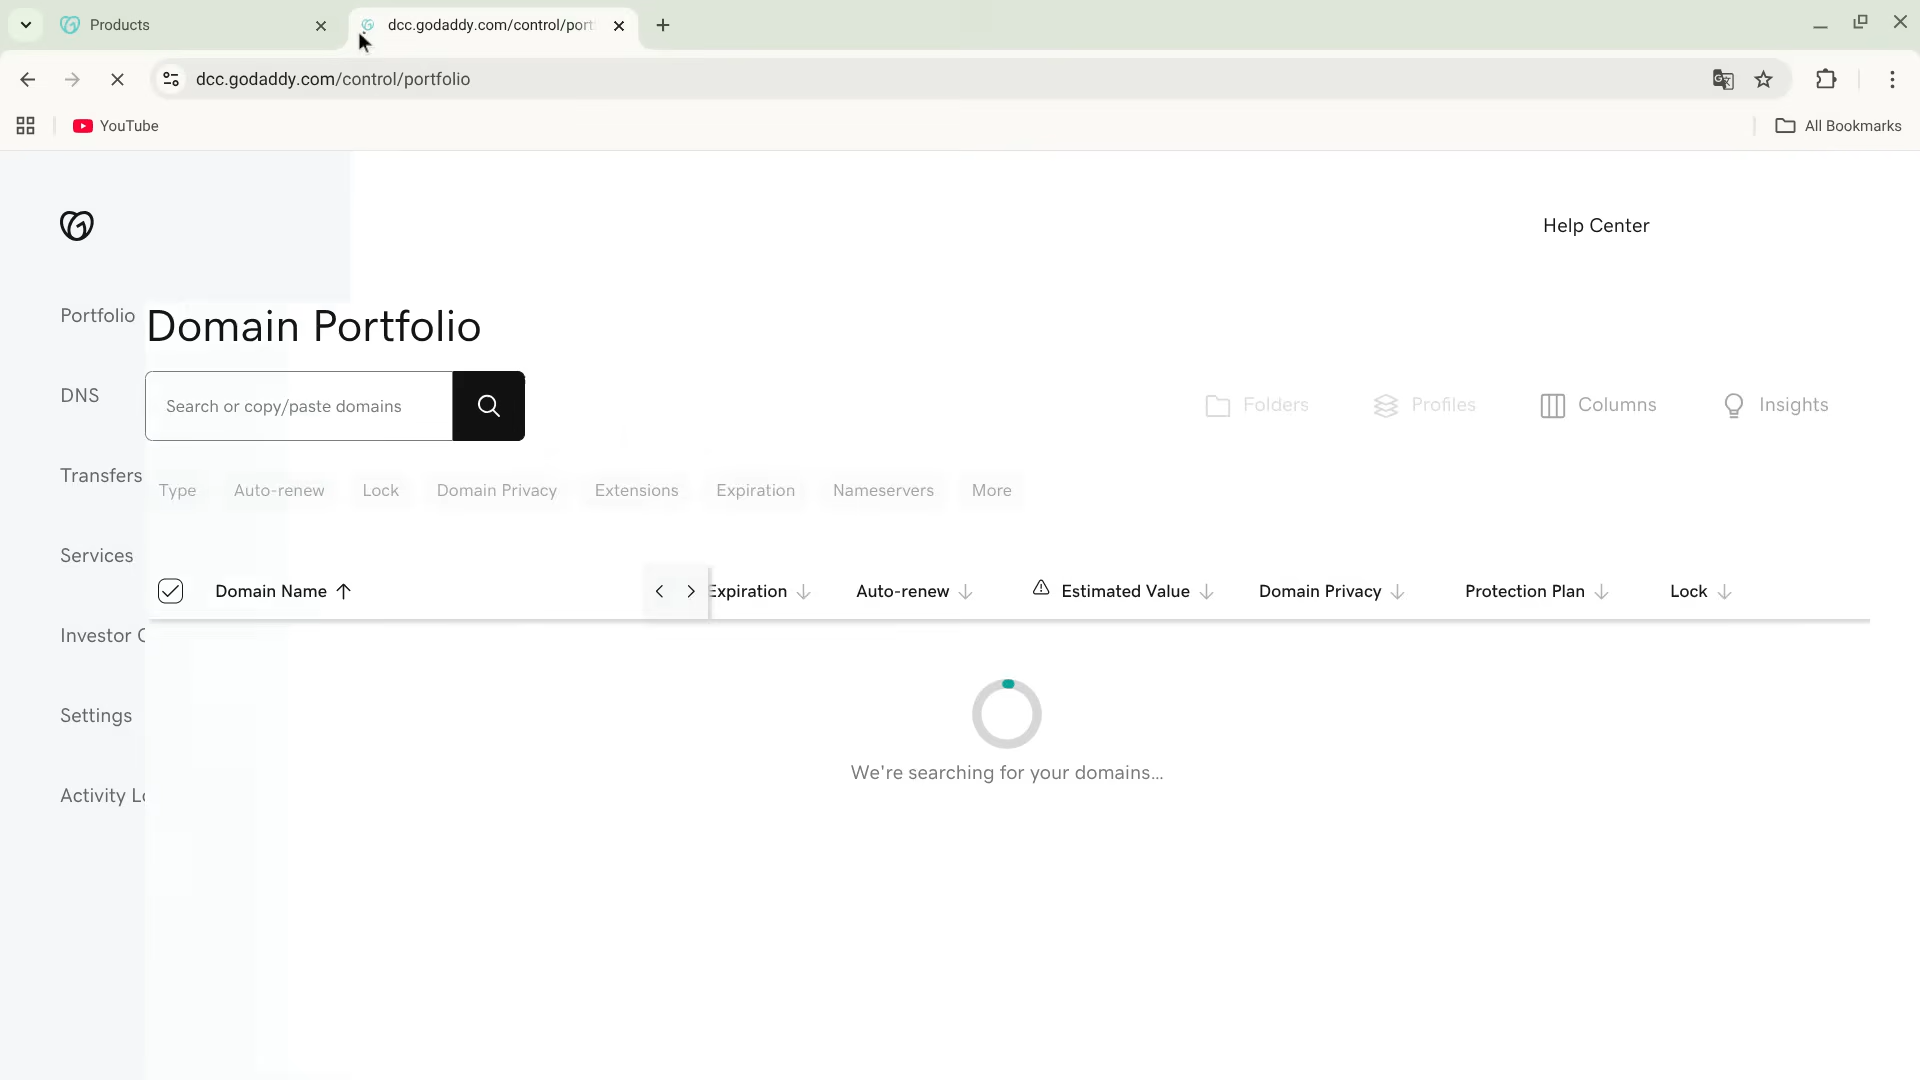 Products
dcc.godaddy.com/control/port
dcc.godaddy.com/control/portfolio
YouTube
All Bookmarks
Help Center
Portfolio
Domain Portfolio
DNS
Search or copy/paste domains
Folders
Profiles
Columns
Insights
Transfers
Type
Auto-renew
Lock
Domain Privacy
Extensions
Expiration
Nameservers
More
Services
Domain Name
Expiration
Auto-renew
Estimated Value
Domain Privacy
Protection Plan
Lock
Investor
Settings
We're searching for your domains...
Activity